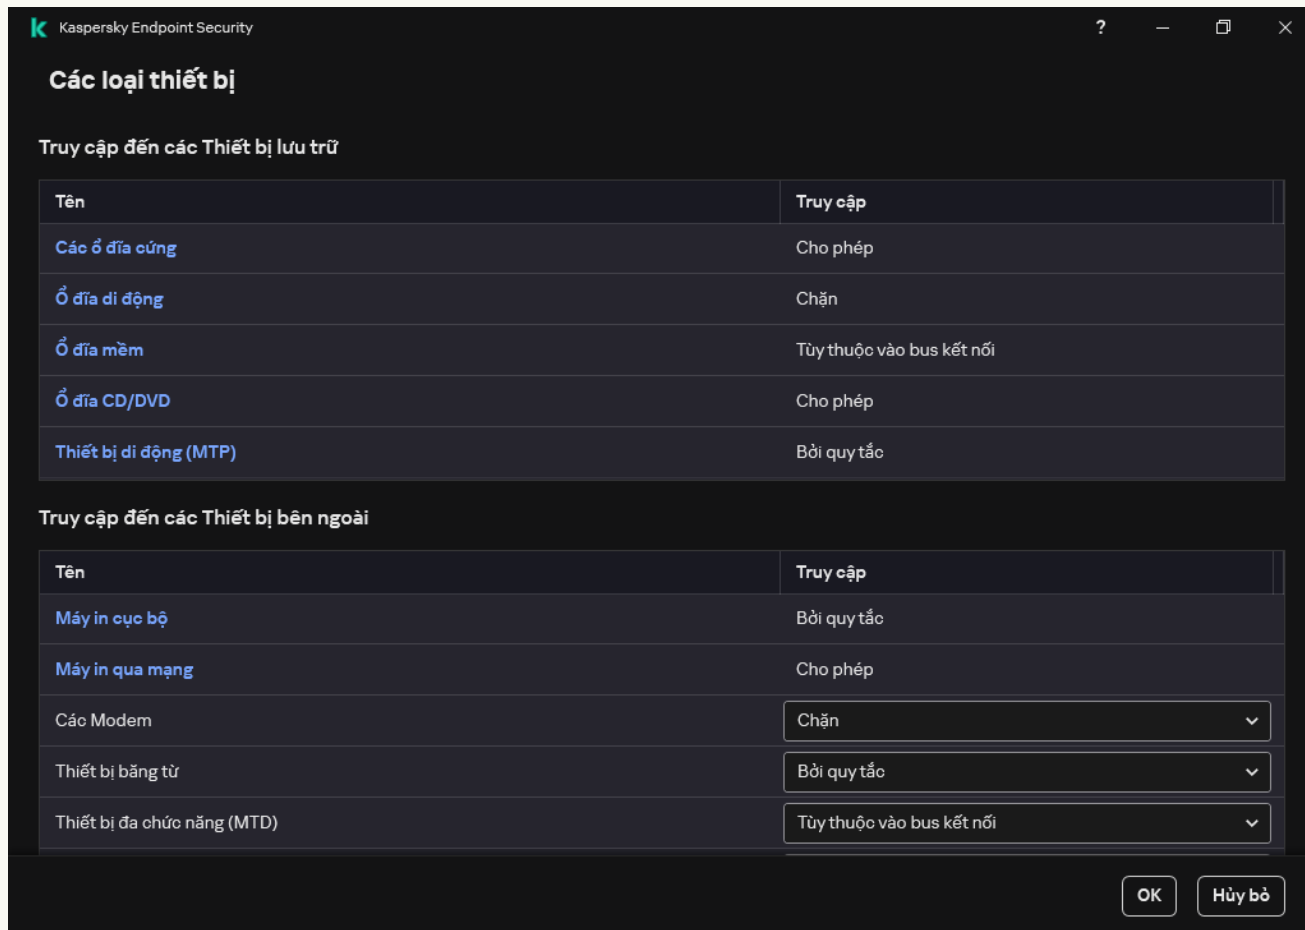 Kaspersky Endpoint Security
?
Các loại thiết bị
Truy cập đến các Thiết bị lưu trữ
Tên Truy cập
Các ổ đĩa cứng Cho phép
Ổ đĩa di động Chặn
Ổ đĩa mềm Tùy thuộc vào bus kết nối
Ổ đĩa CD/DVD Cho phép
Thiết bị di động (MTP) Bởi quy tắc
Truy cập đến các Thiết bị bên ngoài
Tên Truy cập
Máy in cục bộ Bởi quy tắc
Máy in qua mạng Cho phép
Các Modem Chặn
Thiết bị băng từ Bởi quy tắc
Thiết bị đa chức năng (MTD) Tùy thuộc vào bus kết nối
OK Hủy bỏ